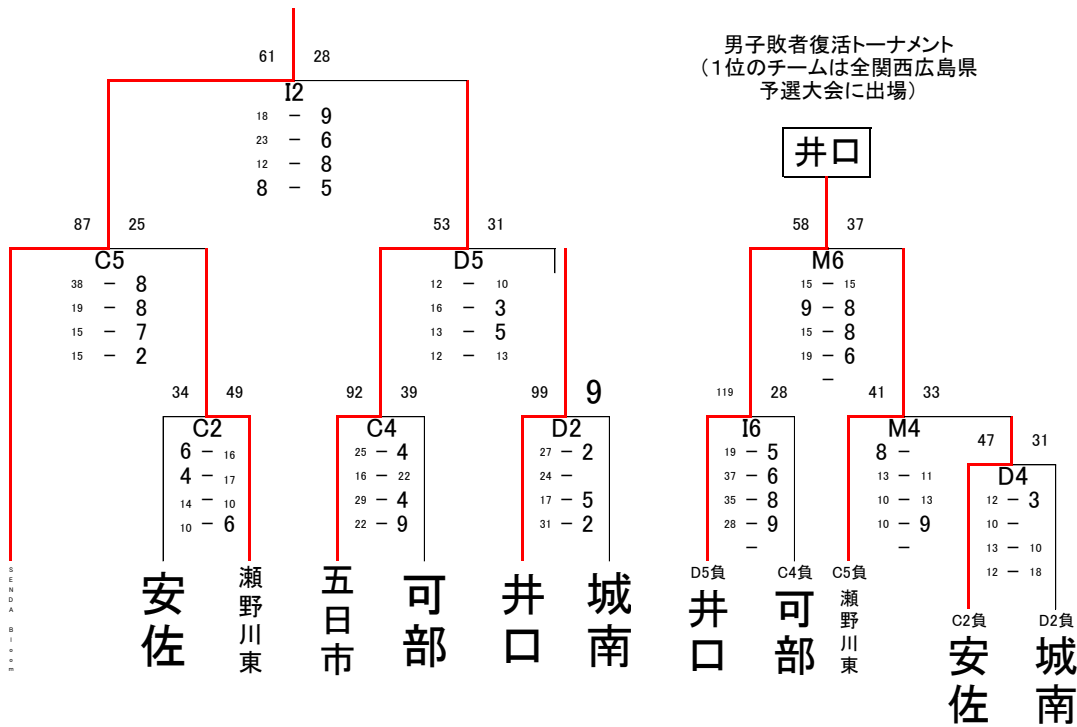 男子敗者復活トーナメント
（１位のチームは全関西広島県
予選大会に出場）
井口
61 28
I2
18 － 9
23 － 6
12 － 8
8 － 5
87 25
C5
38 － 8
19 － 8
15 － 7
15 － 2
53 31
D5
12 － 10
16 － 3
13 － 5
12 － 13
58 37
M6
15 － 15
9 － 8
15 － 8
19 － 6
－
34 49
C2
6 － 16
4 － 17
14 － 10
10 － 6
92 39
C4
25 － 4
16 － 22
29 － 4
22 － 9
99 9
D2
27 － 2
24 －
17 － 5
31 － 2
119 28
I6
19 － 5
37 － 6
35 － 8
28 － 9
－
41 33
M4
8 －
13 － 11
10 － 13
10 － 9
－
47 31
D4
12 － 3
10 －
13 － 10
12 － 18
SENDA Bloom
安佐
瀬野川東
五日市
可部
井口
城南
D5負
井口
C4負
可部
C5負
瀬野川東
C2負
安佐
D2負
城南